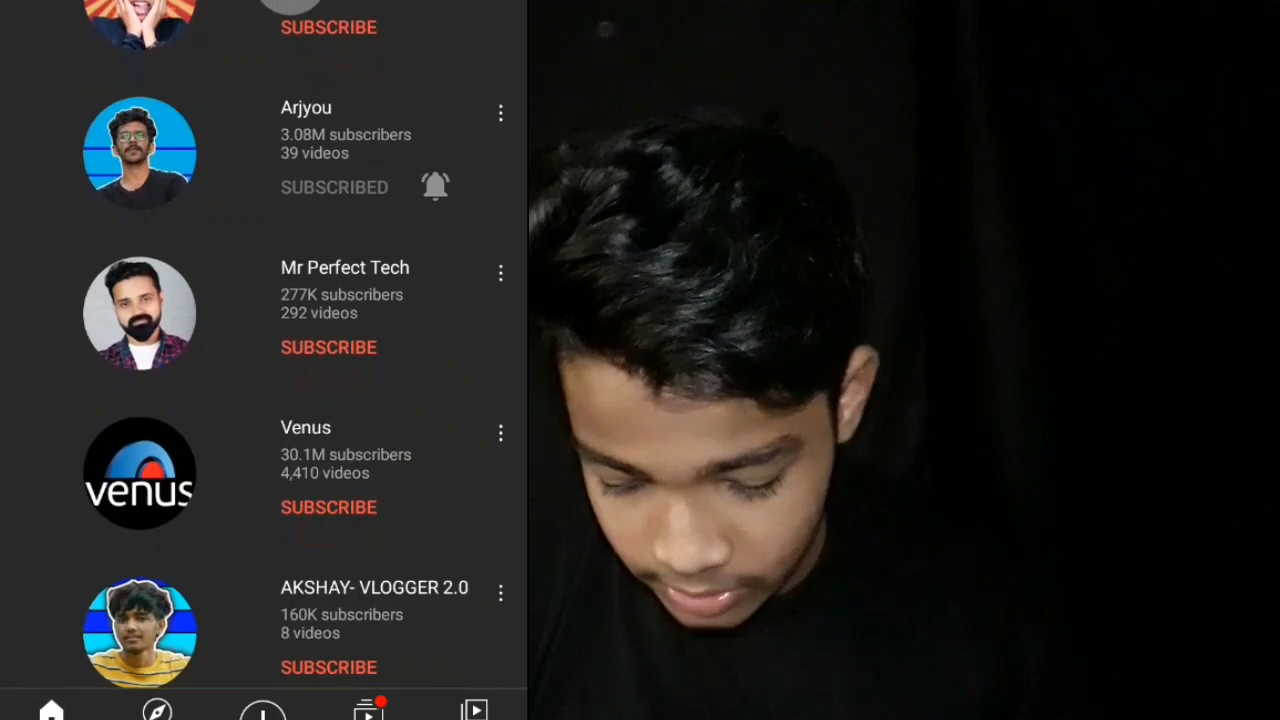 SUBSCRIBE
Arjyou
3.08M subscribers
39 videos
SUBSCRIBED
Mr Perfect Tech
277K subscribers
292 videos
SUBSCRIBE
Venus
30.1M subscribers
4,410 videos
SUBSCRIBE
venus
AKSHAY- VLOGGER 2.0
160K subscribers
8 videos
SUBSCRIBE